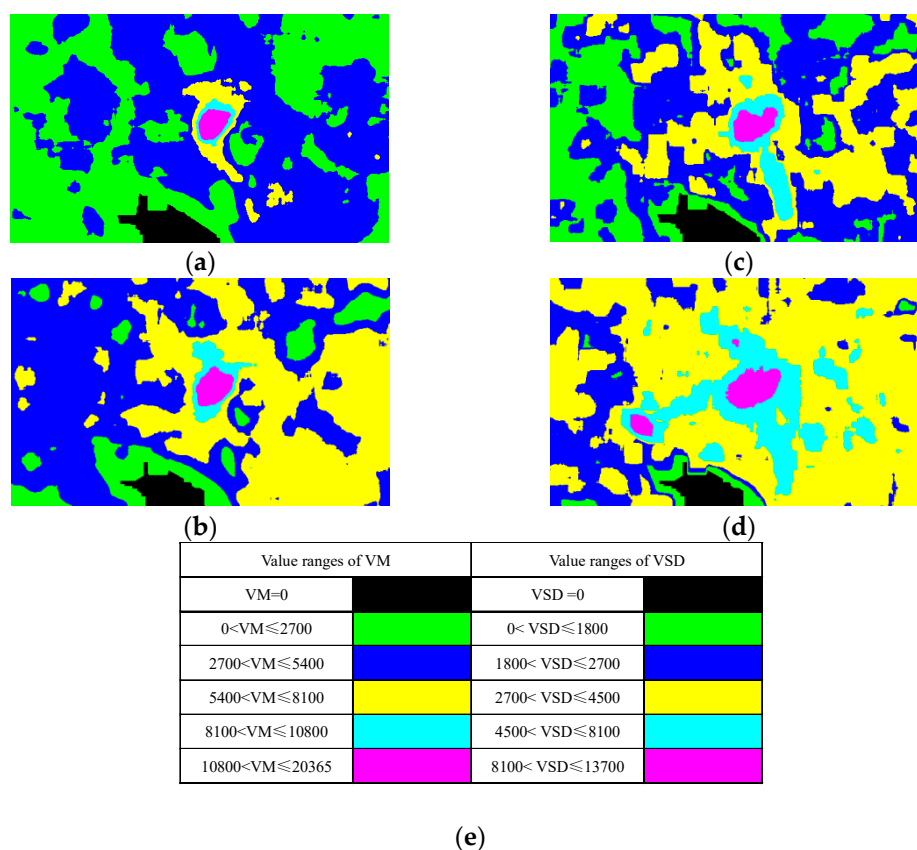 (a)
(c)
(b)
(d)
Value ranges of VM Value ranges of VSD
VM=0 VSD =0
0<VM≦2700 0< VSD≦1800
2700<VM≦5400 1800< VSD≦2700
5400<VM≦8100 2700< VSD≦4500
8100<VM≦10800 4500< VSD≦8100
10800<VM≦20365 8100< VSD≦13700
(e)